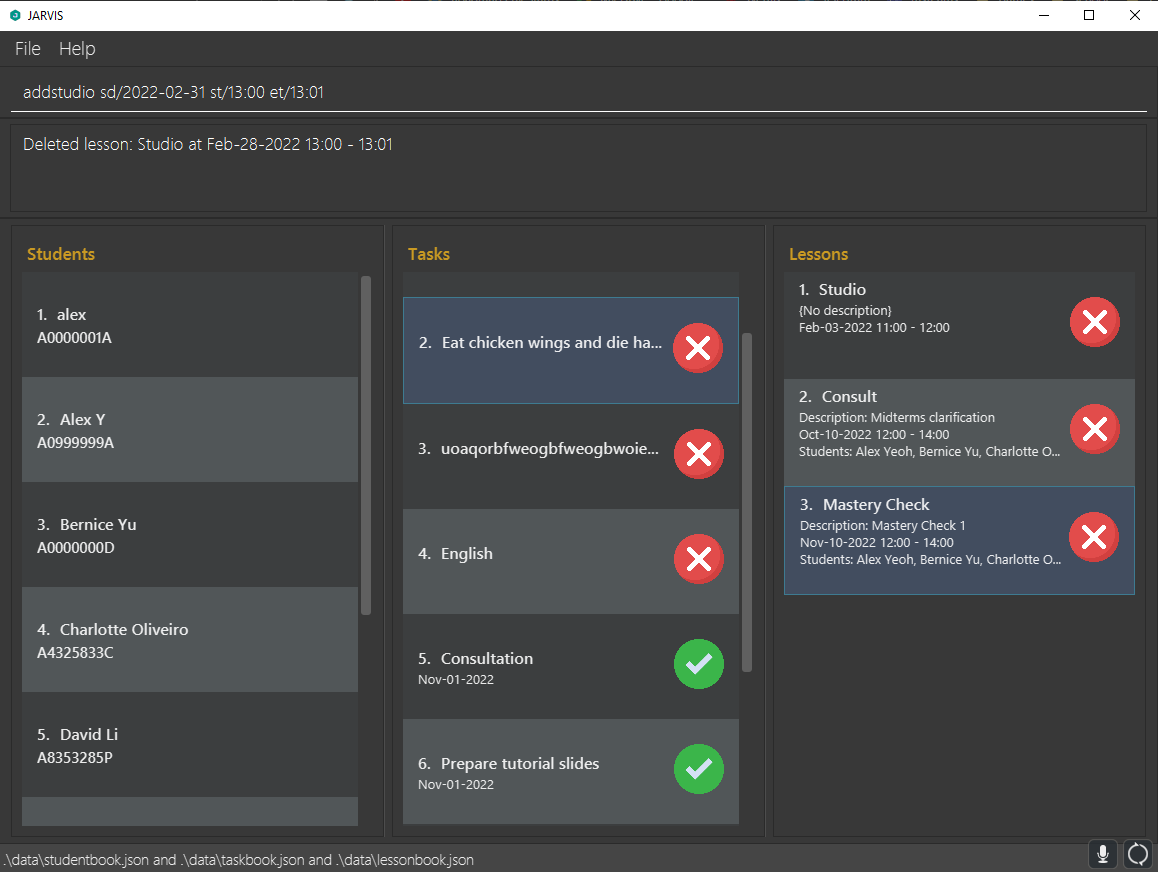 JARVIS
File Help
addstudio sd/2022-02-31 st/13:00 et/13:01
Deleted lesson: Studio at Feb-28-2022 13:00 - 13:01
Students
1. alex
A0000001A
2. Alex Y
A0999999A
3. Bernice Yu
A0000000D
4. Charlotte Oliveiro
A4325833C
5. David Li
A8353285P
Tasks
2. Eat chicken wings and die ha...
3. uoaqorbfweogbfweogbwoie...
4. English
5. Consultation
Nov-01-2022
6. Prepare tutorial slides
Nov-01-2022
Lessons
1. Studio
{No description}
Feb-03-2022 11:00 - 12:00
2. Consult
Description: Midterms clarification
Oct-10-2022 12:00 - 14:00
Students: Alex Yeoh, Bernice Yu, Charlotte O...
3. Mastery Check
Description: Mastery Check 1
Nov-10-2022 12:00 - 14:00
Students: Alex Yeoh, Bernice Yu, Charlotte O...
.\data\studentbook.json and .\data\taskbook.json and .\data\lessonbook.json